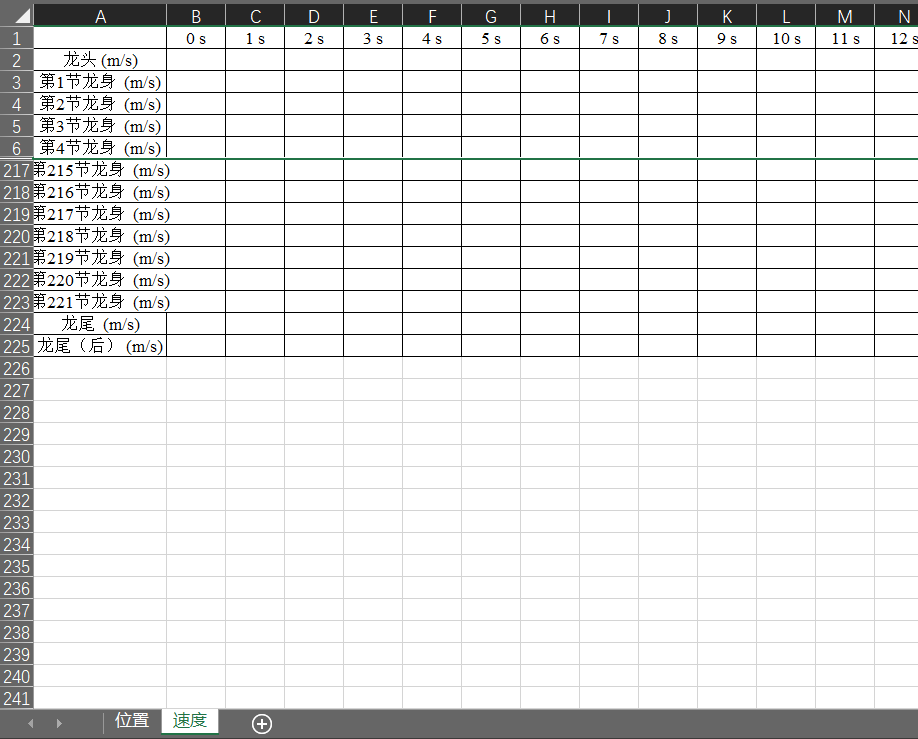 A B C D E F G H I J K L M N
1 0 s 1 s 2 s 3 s 4 s 5 s 6 s 7 s 8 s 9 s 10 s 11 s 12 s
2 龙头 (m/s)
3 第1节龙身 (m/s)
4 第2节龙身 (m/s)
5 第3节龙身 (m/s)
6 第4节龙身 (m/s)
217 第215节龙身 (m/s)
218 第216节龙身 (m/s)
219 第217节龙身 (m/s)
220 第218节龙身 (m/s)
221 第219节龙身 (m/s)
222 第220节龙身 (m/s)
223 第221节龙身 (m/s)
224 龙尾 (m/s)
225 龙尾（后） (m/s)
226
227
228
229
230
231
232
233
234
235
236
237
238
239
240
241
位置 速度